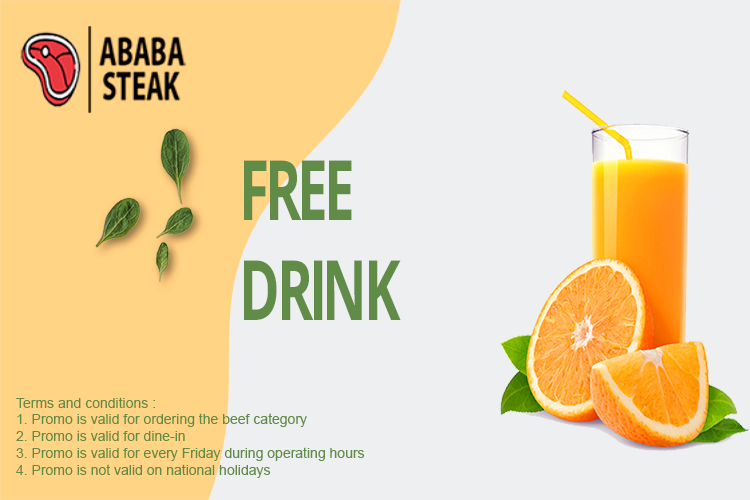 ABABA
STEAK
FREE
DRINK
Terms and conditions :
1. Promo is valid for ordering the beef category
2. Promo is valid for dine-in
3. Promo is valid for every Friday during operating hours
4. Promo is not valid on national holidays